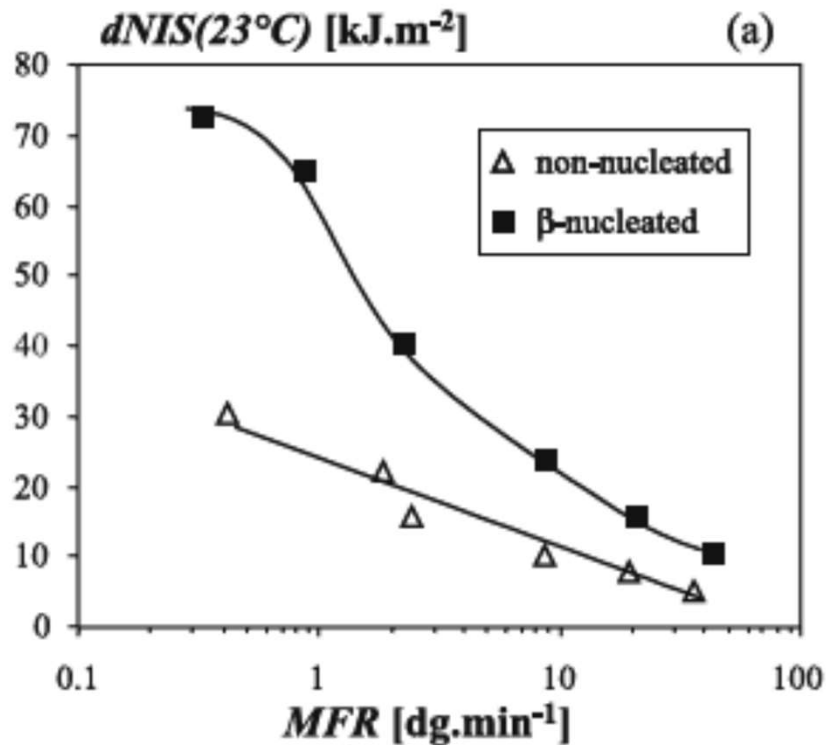 dNIS(23°C) [kJ.m-2] (a)
80
70
60
50
40
30
20
10
0
non-nucleated
β-nucleated
0.1 1 10 100
MFR [dg.min-1]